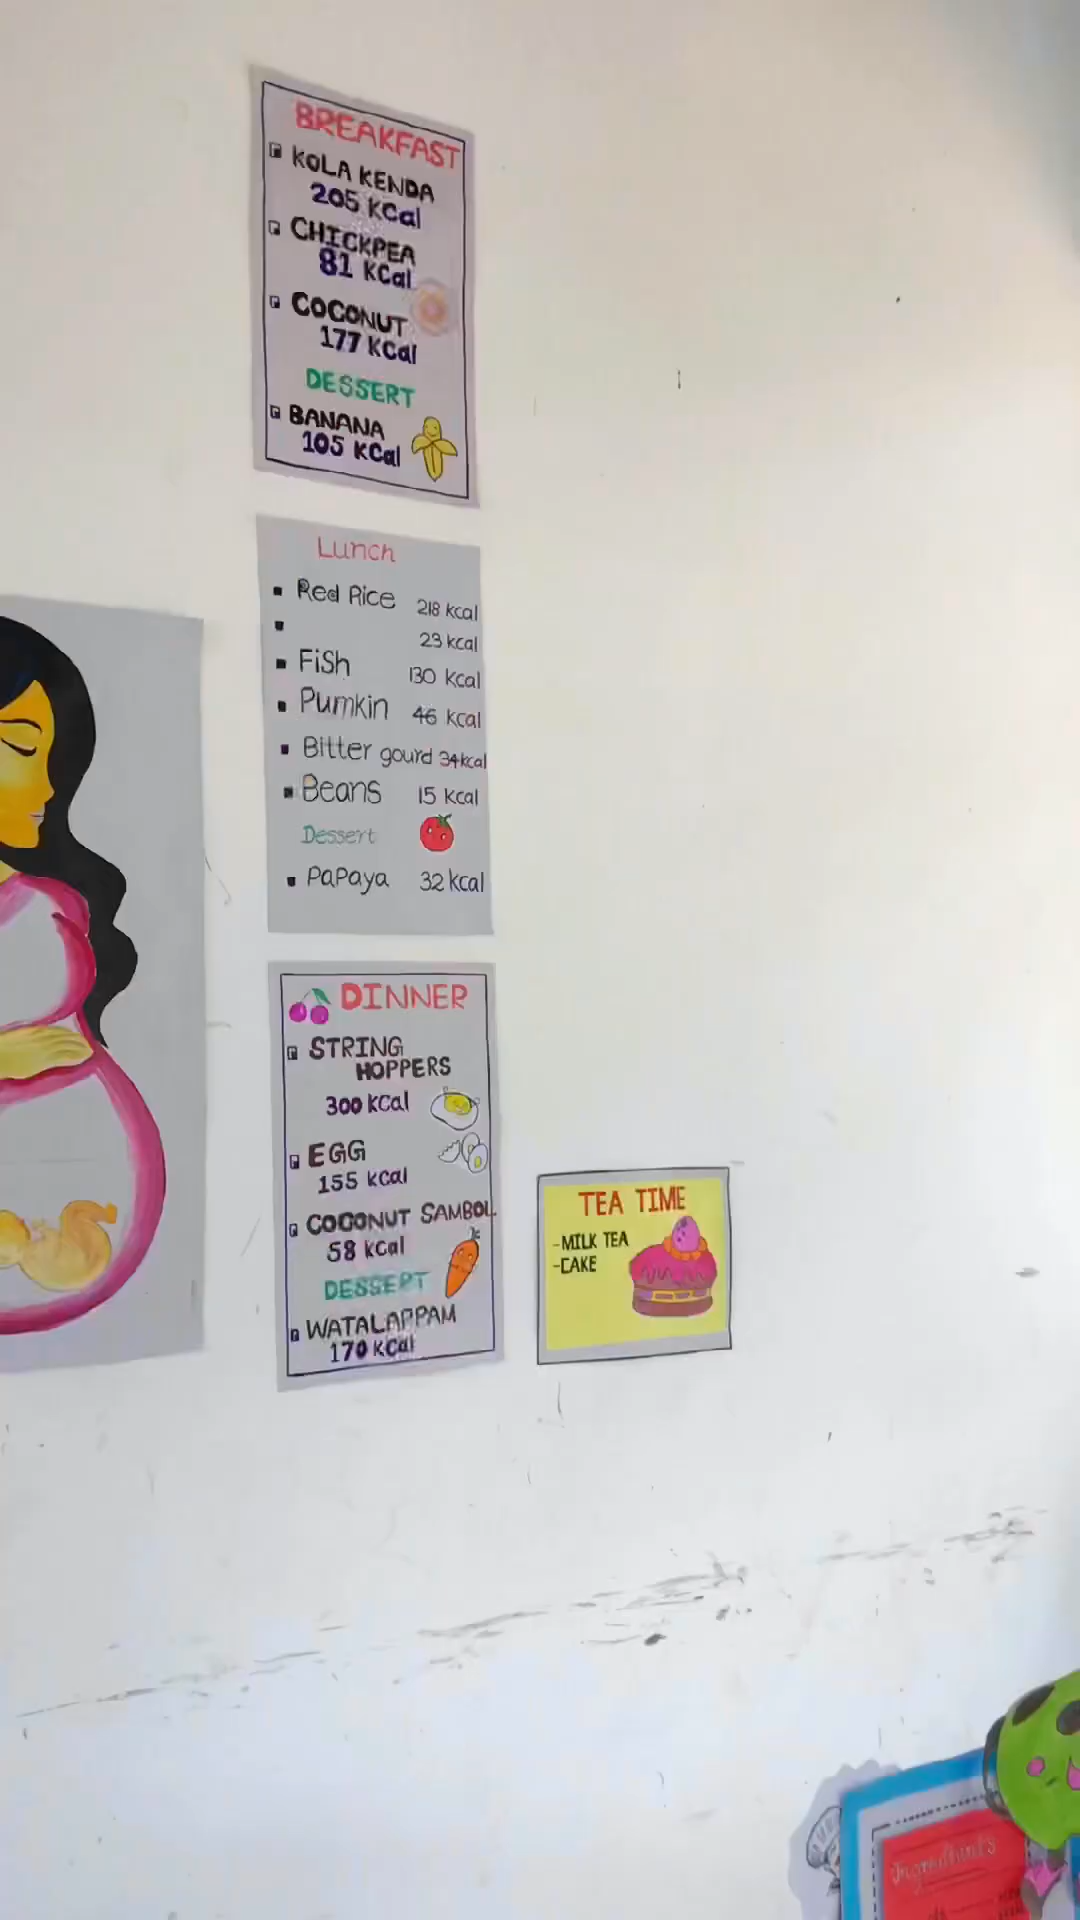 BREAKFAST
KOLA KENDA
205 KCal
CHICKPEA
81 KCal
COCONUT
177 KCal
DESSERT
BANANA
105 KCal
Lunch
Red Rice 218 kcal
23 kcal
Fish 130 kcal
Pumkin 46 kcal
Bitter gourd 34kcal
Beans 15 kcal
Dessert
Papaya 32 kcal
DINNER
STRING
HOPPERS
300 KCal
EGG
155 kcal
COCONUT SAMBOL
58 kcal
DESSERT
WATALAPPAM
170 KCal
TEA TIME
-MILK TEA
-CAKE
Ingredients